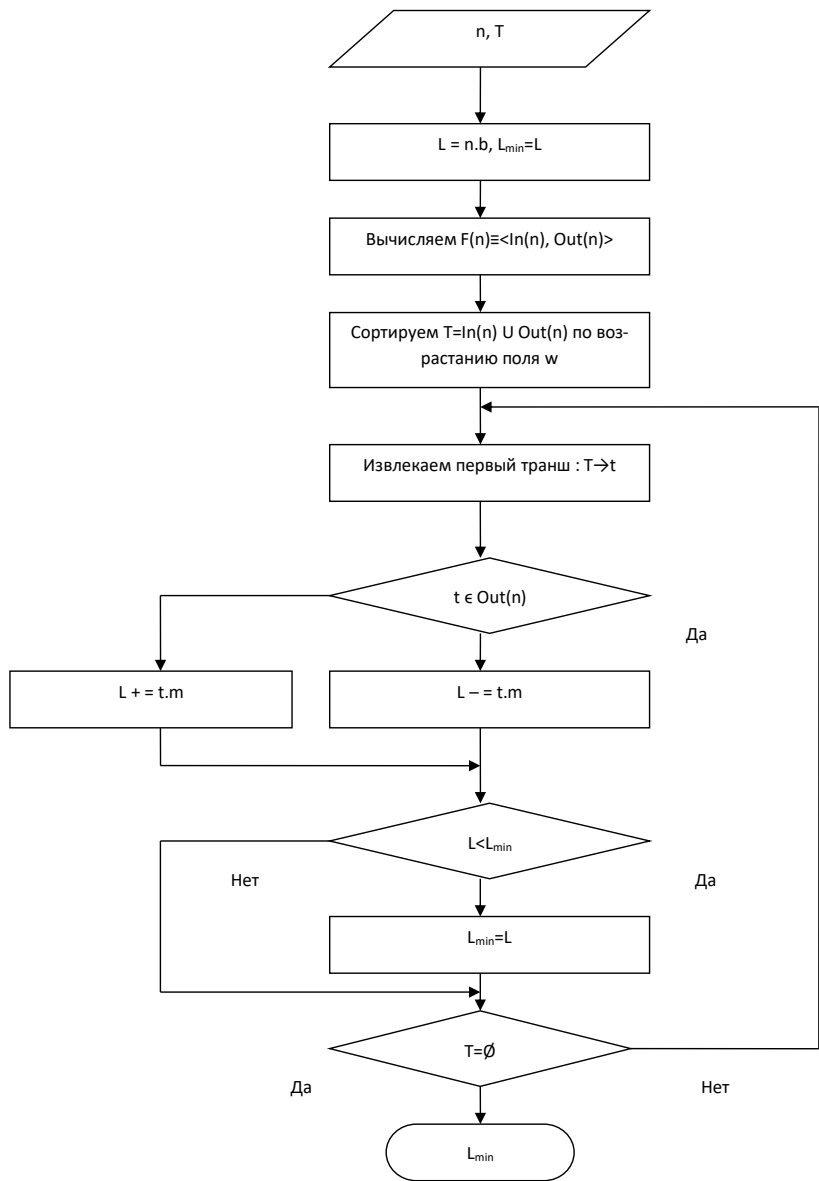 n, T
L = n.b, Lmin=L
Вычисляем F(n)≡<In(n), Out(n)>
Сортируем T=In(n) U Out(n) по воз-
растанию поля w
Извлекаем первый транш : T→t
t ϵ Out(n)
Да
L + = t.m
L – = t.m
L<Lmin
Нет
Да
Lmin=L
T=Ø
Да
Нет
Lmin